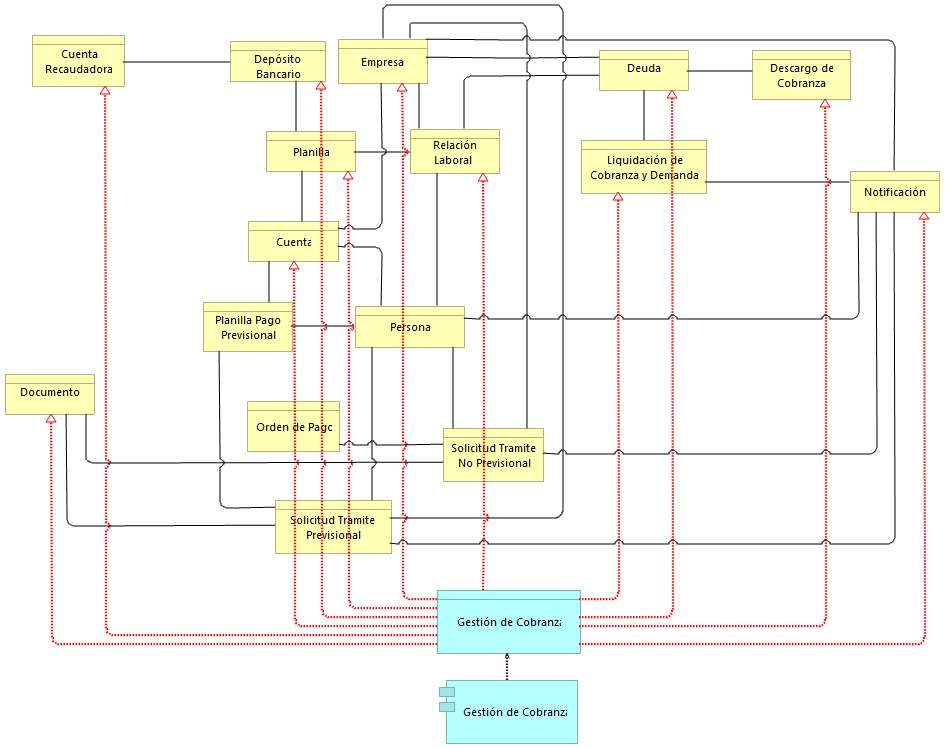 Cuenta
Recaudadora
Depósito
Bancario
Empresa
Deuda
Descargo de
Cobranza
Planilla
Relación
Laboral
Liquidación de
Cobranza y Demanda
Notificación
Cuenta
Planilla Pago
Previsional
Persona
Documento
Orden de Pago
Solicitud Tramite
No Previsional
Solicitud Tramite
Previsional
Gestión de Cobranza
Gestión de Cobranza